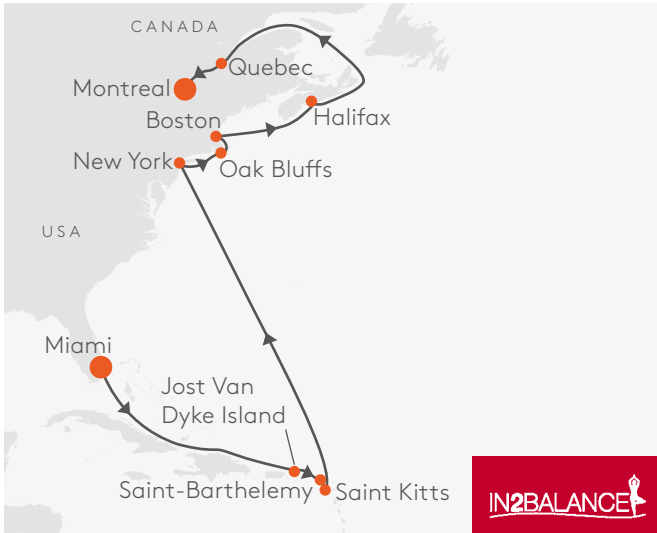 CANADA
Quebec
Montreal
Boston
Halifax
New York
Oak Bluffs
USA
Miami
Jost Van
Dyke Island
Saint-Barthelemy
Saint Kitts
IN2BALANCE